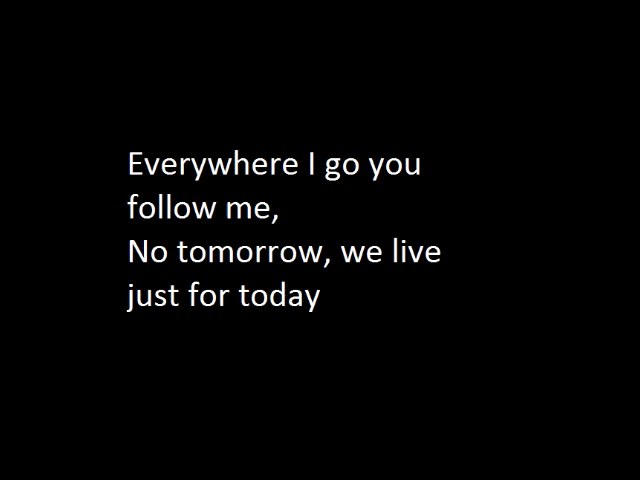 Everywhere I go you
follow me,
No tomorrow, we live
just for today